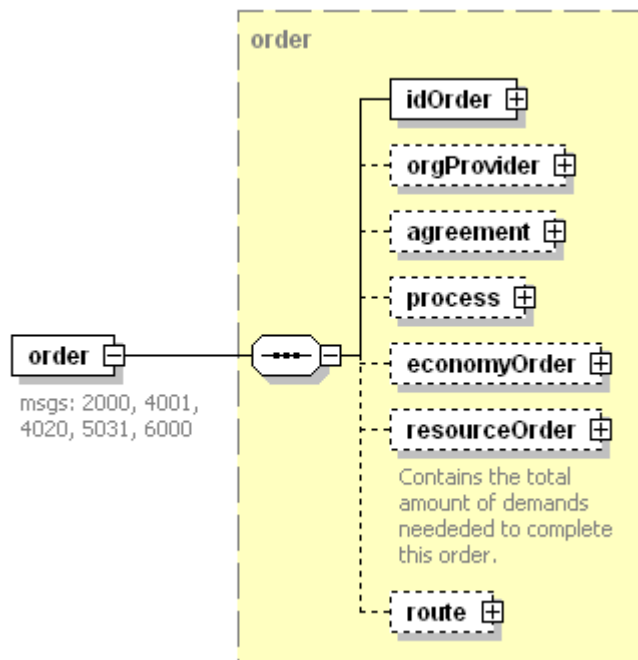 order
idOrder
orgProvider
agreement
process
order
economyOrder
msgs: 2000, 4001,
4020, 5031, 6000
resourceOrder
Contains the total
amount of demands
neededed to complete
this order.
route